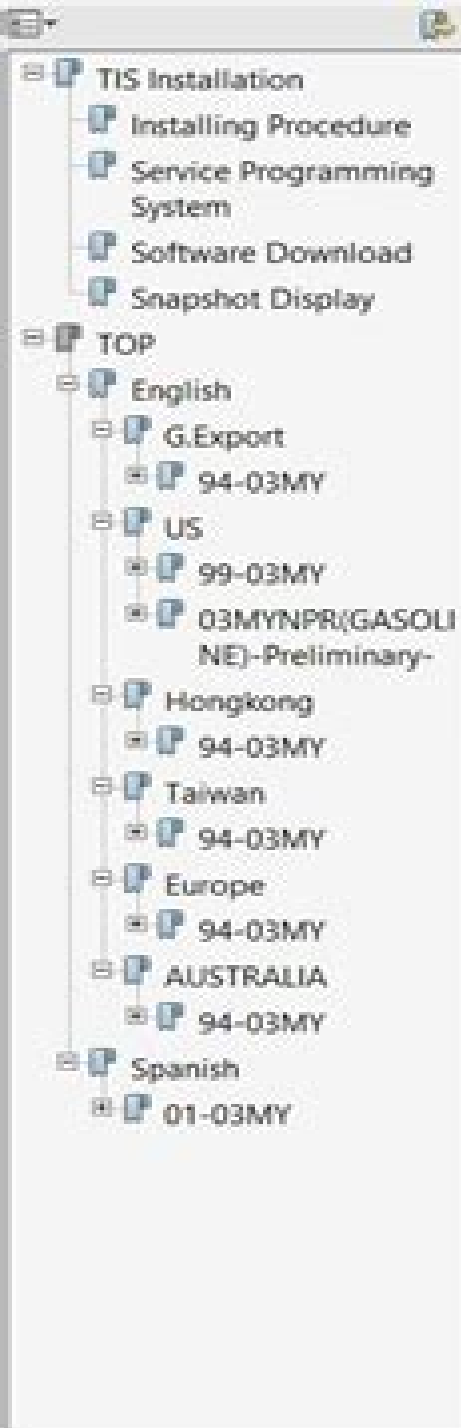 TIS Installation
Installing Procedure
Service Programming
System
Software Download
Snapshot Display
TOP
English
G.Export
94-03MY
US
99-03MY
03MYNPR(GASOLI
NE)-Preliminary-
Hongkong
94-03MY
Taiwan
94-03MY
Europe
94-03MY
AUSTRALIA
94-03MY
Spanish
01-03MY